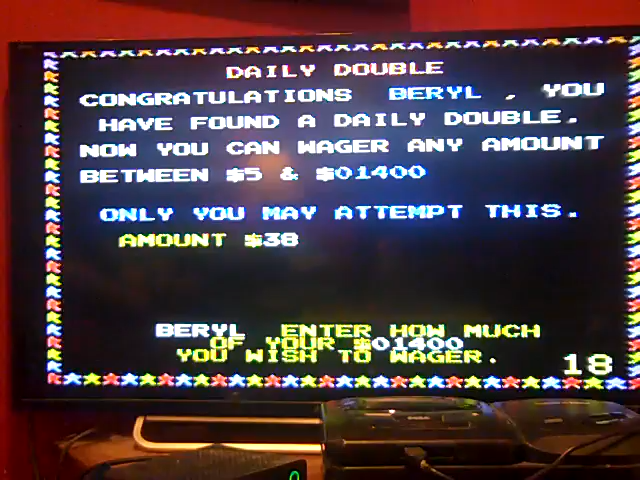 DAILY DOUBLE
CONGRATULATIONS BERYL , YOU
HAVE FOUND A DAILY DOUBLE.
NOW YOU CAN WAGER ANY AMOUNT
BETWEEN $5 & $01400
ONLY YOU MAY ATTEMPT THIS.
AMOUNT $38
BERYL ENTER HOW MUCH
OF YOUR $01400
YOU WISH TO WAGER.
18